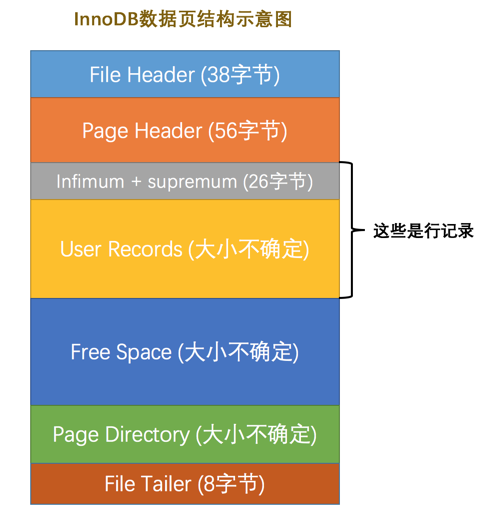 InnoDB数据页结构示意图
File Header (38字节)
Page Header (56字节)
Infimum + supremum (26字节)
这些是行记录
User Records (大小不确定)
Free Space (大小不确定)
Page Directory (大小不确定)
File Tailer (8字节)